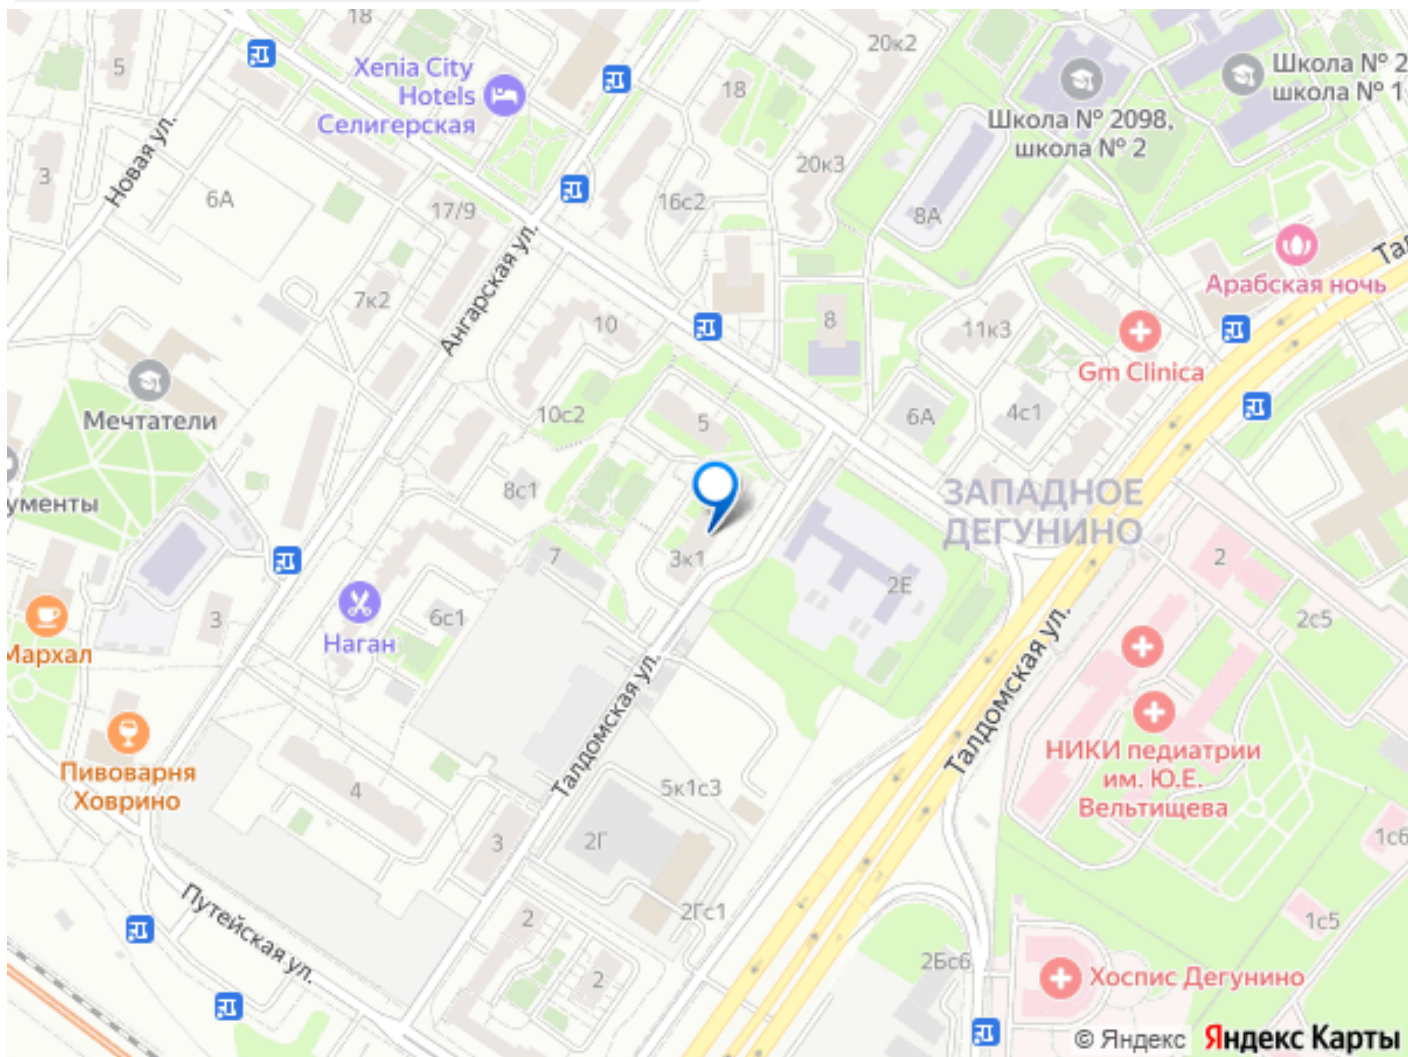 18
5
Xenia City
Hotels
Селигерская
20к2
18
Школа № 2
школа № 1
Школа № 2098,
школа № 2
Новая ул.
3
6А
17/9
16с2
20к3
8А
Ангарская ул.
Арабская ночь
7к2
10
8
11к3
Gm Clinica
Мечтатели
10с2
5
6А
4с1
ументы
8с1
ЗАПАДНОЕ
ДЕГУНИНО
7
3к1
2Е
2
2с5
3
6с1
Наган
Мархал
Талдомская ул.
Талдомская ул.
НИКИ педиатрии
им. Ю.Е.
Вельтищева
Пивоварня
Ховрино
4
5к1с3
3
2Г
1с6
Путейская ул.
2
2Гс1
1с5
2
2Бс6
Хоспис Дегунино
© Яндекс Яндекс Карты